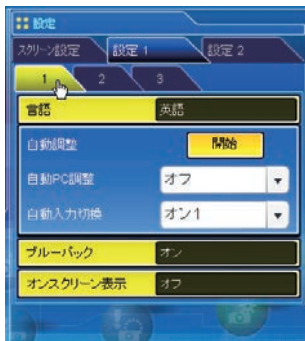 設定
スクリーン設定 設定 1 設定 2
1 2 3
言語 英語
自動調整 開始
自動PC調整 オフ
自動入力切換 オン1
ブルーバック オン
オンスクリーン表示 オフ